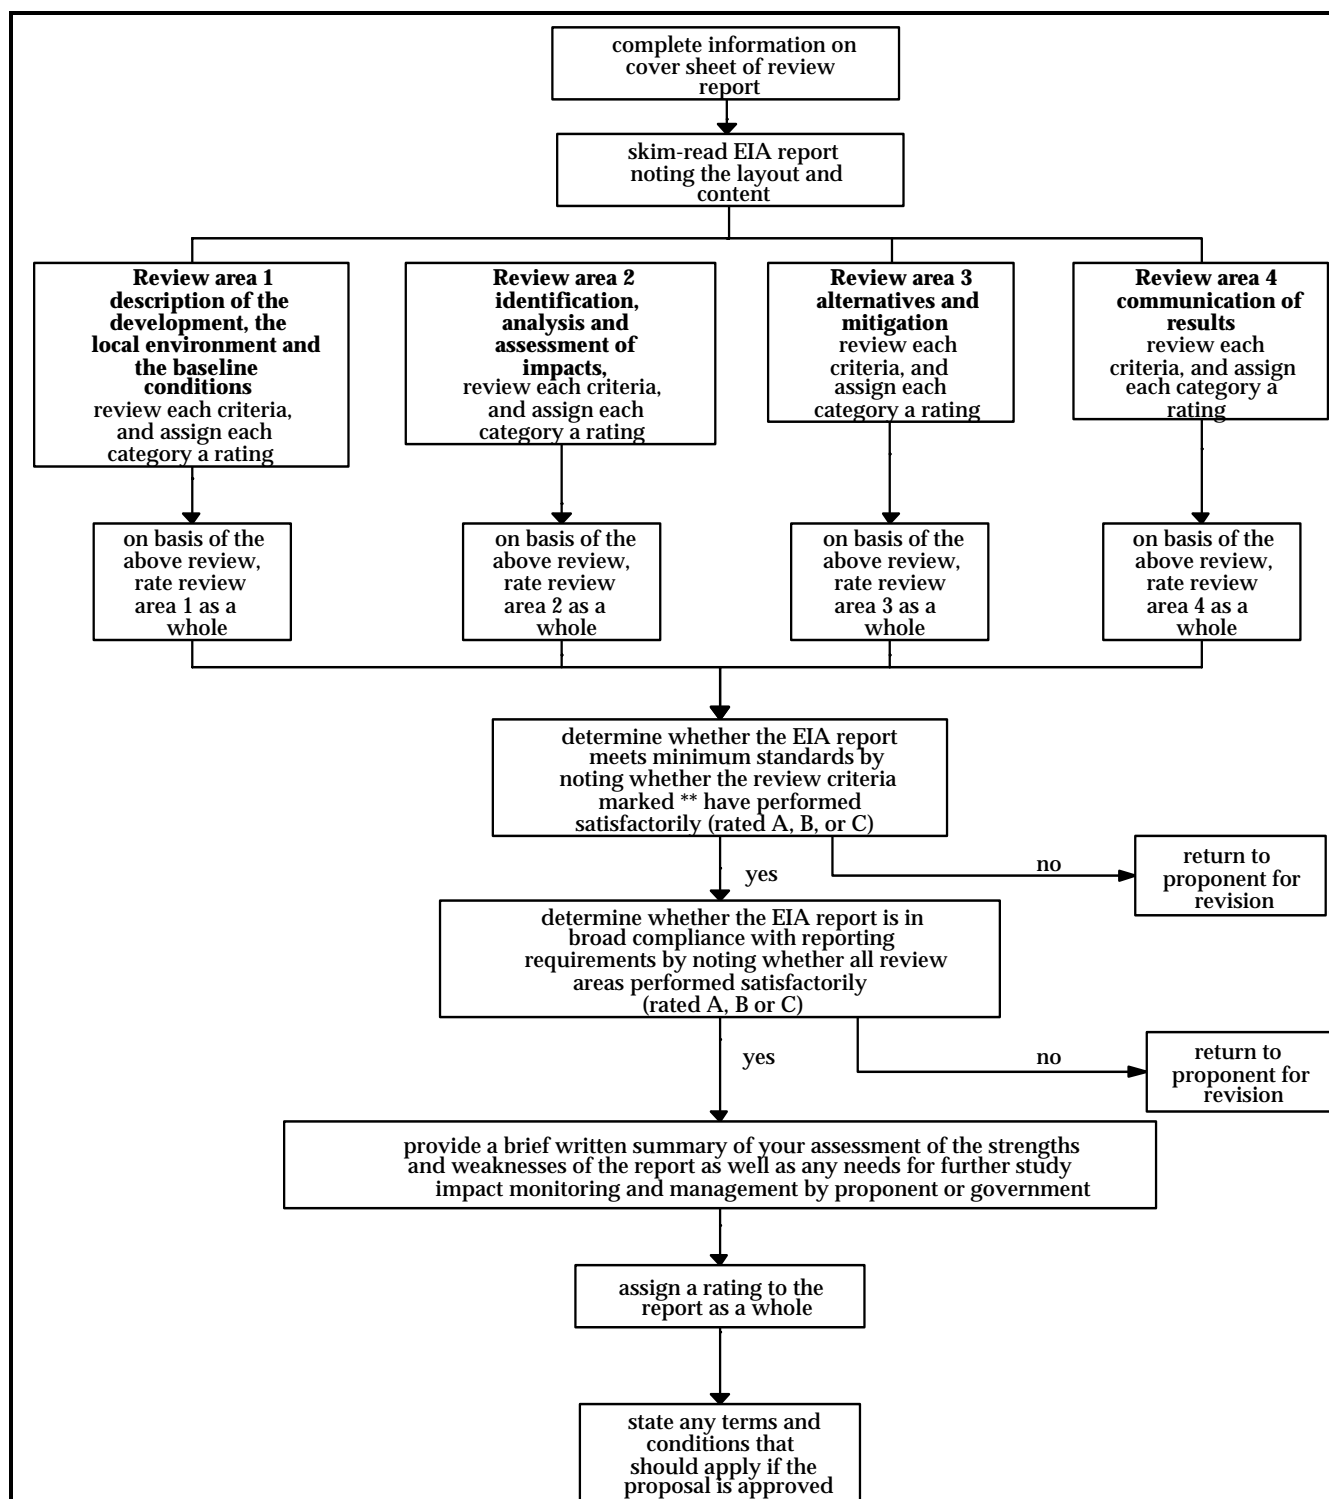 complete information on
cover sheet of review
report
skim-read EIA report
noting the layout and
content
Review area 1
description of the
development, the
local environment and
the baseline
conditions
review each criteria,
and assign each
category a rating
Review area 2
identification,
analysis and
assessment of
impacts,
review each criteria,
and assign each
category a rating
Review area 3
alternatives and
mitigation
review each
criteria, and
assign each
category a rating
Review area 4
communication of
results
review each
criteria, and assign
each category a
rating
on basis of the
above review,
rate review
area 1 as a
whole
on basis of the
above review,
rate review
area 2 as a
whole
on basis of the
above review,
rate review
area 3 as a
whole
on basis of the
above review,
rate review
area 4 as a
whole
determine whether the EIA report
meets minimum standards by
noting whether the review criteria
marked ** have performed
satisfactorily (rated A, B, or C)
yes
no
return to
proponent for
revision
determine whether the EIA report is in
broad compliance with reporting
requirements by noting whether all review
areas performed satisfactorily
(rated A, B or C)
yes
no
return to
proponent for
revision
provide a brief written summary of your assessment of the strengths
and weaknesses of the report as well as any needs for further study
impact monitoring and management by proponent or government
assign a rating to the
report as a whole
state any terms and
conditions that
should apply if the
proposal is approved